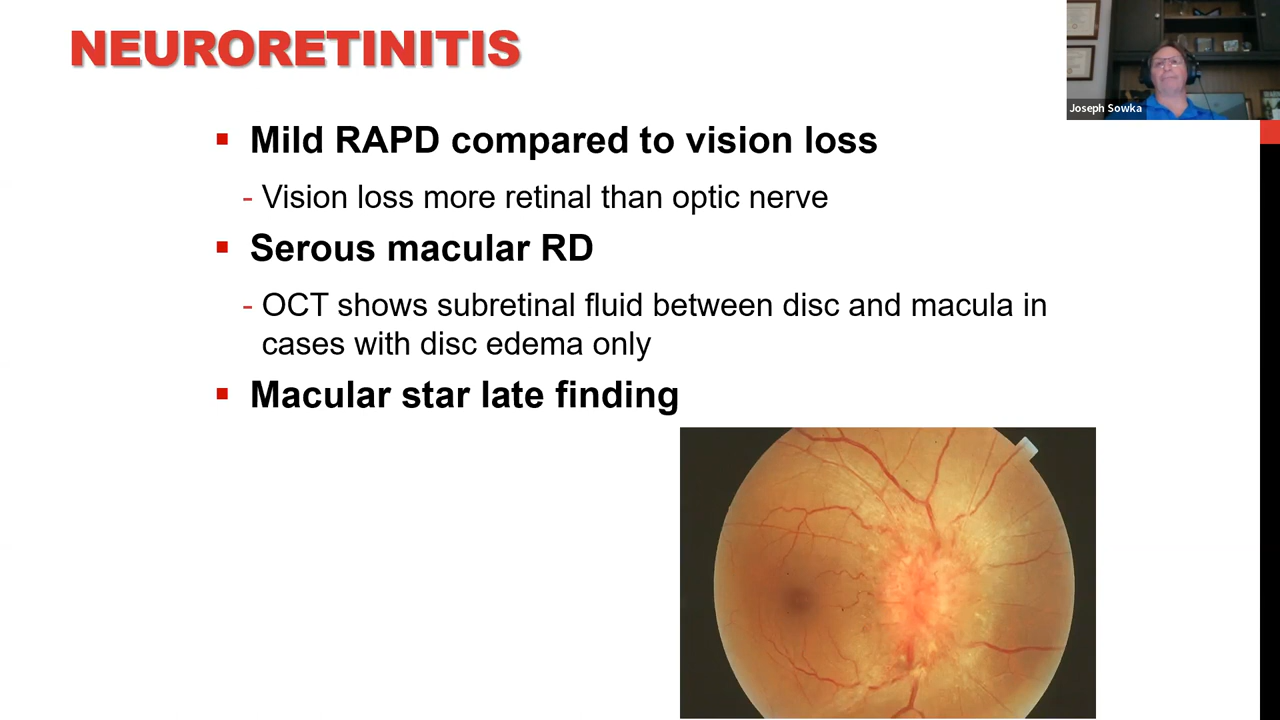 NEURORETINITIS
Joseph Sowka
▪ Mild RAPD compared to vision loss
- Vision loss more retinal than optic nerve
▪ Serous macular RD
- OCT shows subretinal fluid between disc and macula in
cases with disc edema only
▪ Macular star late finding